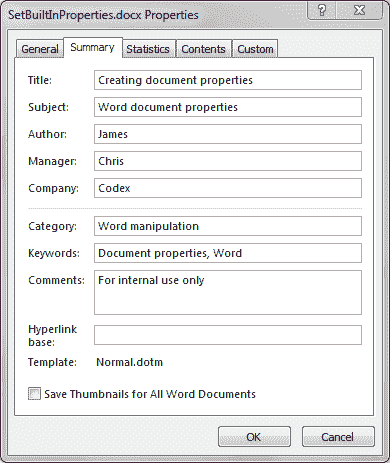 SetBuiltInProperties.docx Properties
? X
General Summary Statistics Contents Custom
Title: Creating document properties
Subject: Word document properties
Author: James
Manager: Chris
Company: Codex
Category: Word manipulation
Keywords: Document properties, Word
Comments: For internal use only
Hyperlink
base:
Template: Normal.dotm
Save Thumbnails for All Word Documents
OK Cancel